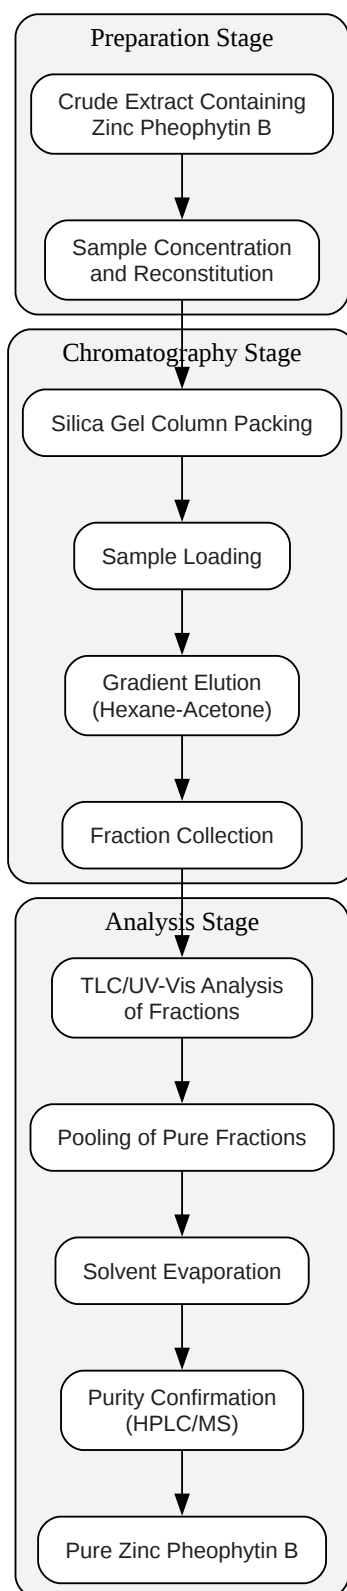 Preparation Stage
Crude Extract Containing
Zinc Pheophytin B
Sample Concentration
and Reconstitution
Chromatography Stage
Silica Gel Column Packing
Sample Loading
Gradient Elution
(Hexane-Acetone)
Fraction Collection
Analysis Stage
TLC/UV-Vis Analysis
of Fractions
Pooling of Pure Fractions
Solvent Evaporation
Purity Confirmation
(HPLC/MS)
Pure Zinc Pheophytin B